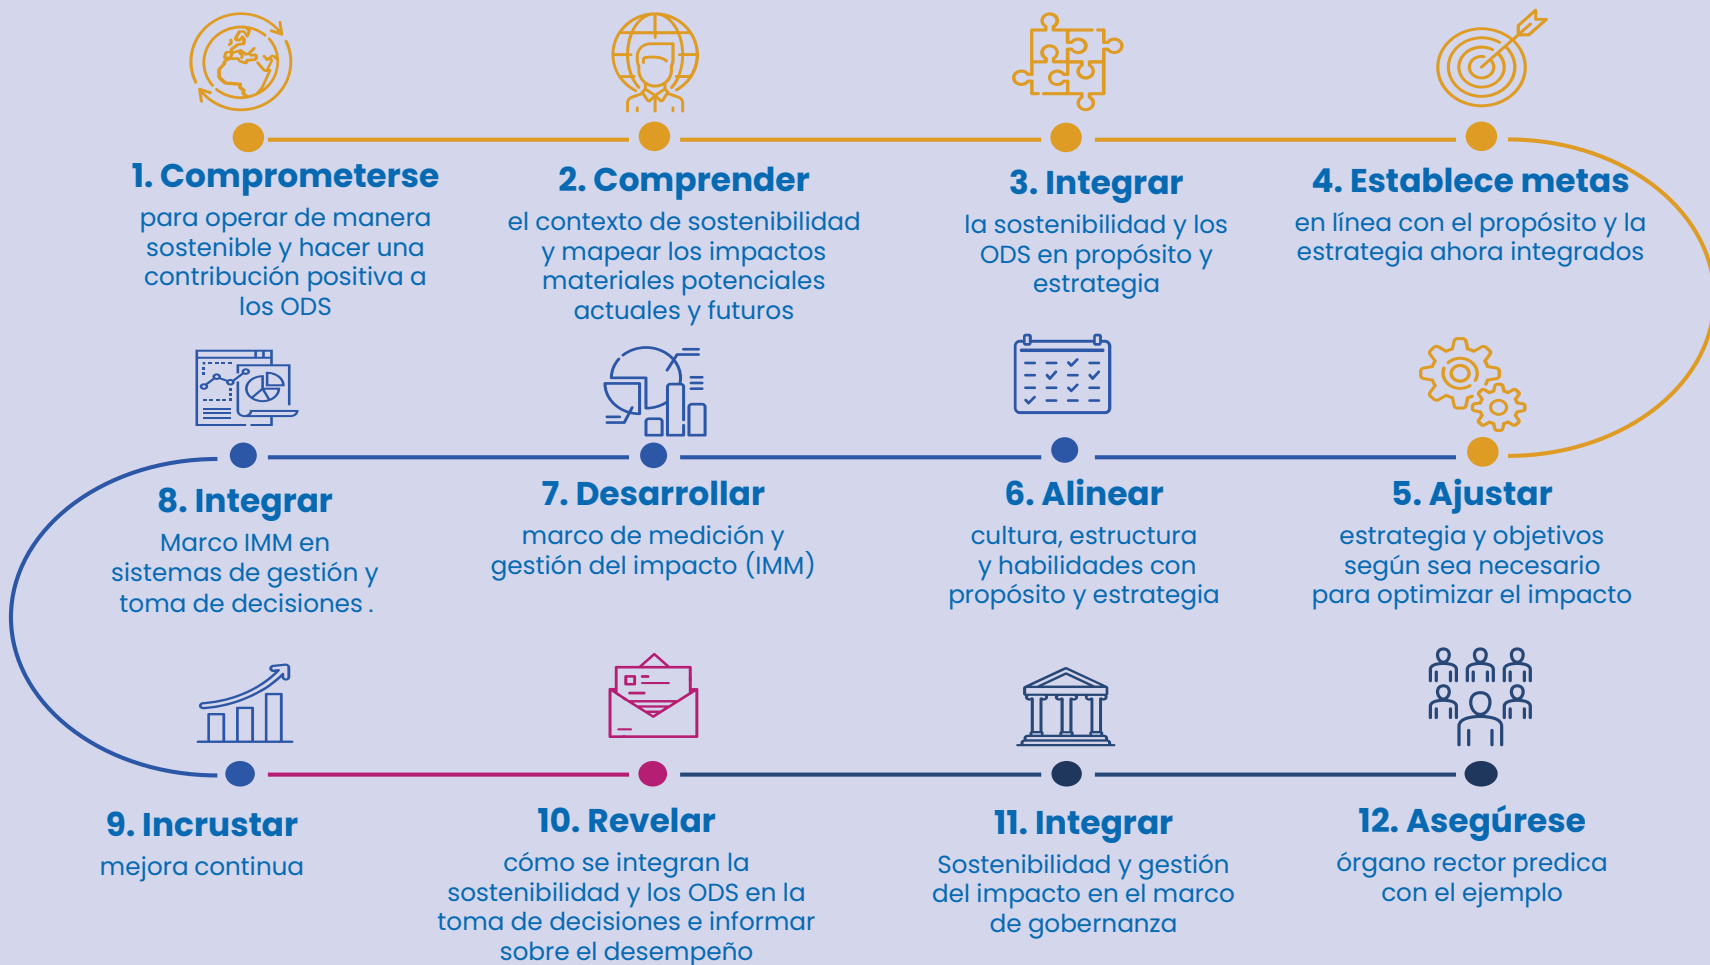 1. Comprometerse
para operar de manera
sostenible y hacer una
contribución positiva a
los ODS
2. Comprender
el contexto de sostenibilidad
y mapear los impactos
materiales potenciales
actuales y futuros
3. Integrar
la sostenibilidad y los
ODS en propósito y
estrategia
4. Establece metas
en línea con el propósito y la
estrategia ahora integrados
5. Ajustar
estrategia y objetivos
según sea necesario
para optimizar el impacto
6. Alinear
cultura, estructura
y habilidades con
propósito y estrategia
7. Desarrollar
marco de medición y
gestión del impacto (IMM)
8. Integrar
Marco IMM en
sistemas de gestión y
toma de decisiones .
9. Incrustar
mejora continua
10. Revelar
cómo se integran la
sostenibilidad y los ODS en la
toma de decisiones e informar
sobre el desempeño
11. Integrar
Sostenibilidad y gestión
del impacto en el marco
de gobernanza
12. Asegúrese
órgano rector predica
con el ejemplo